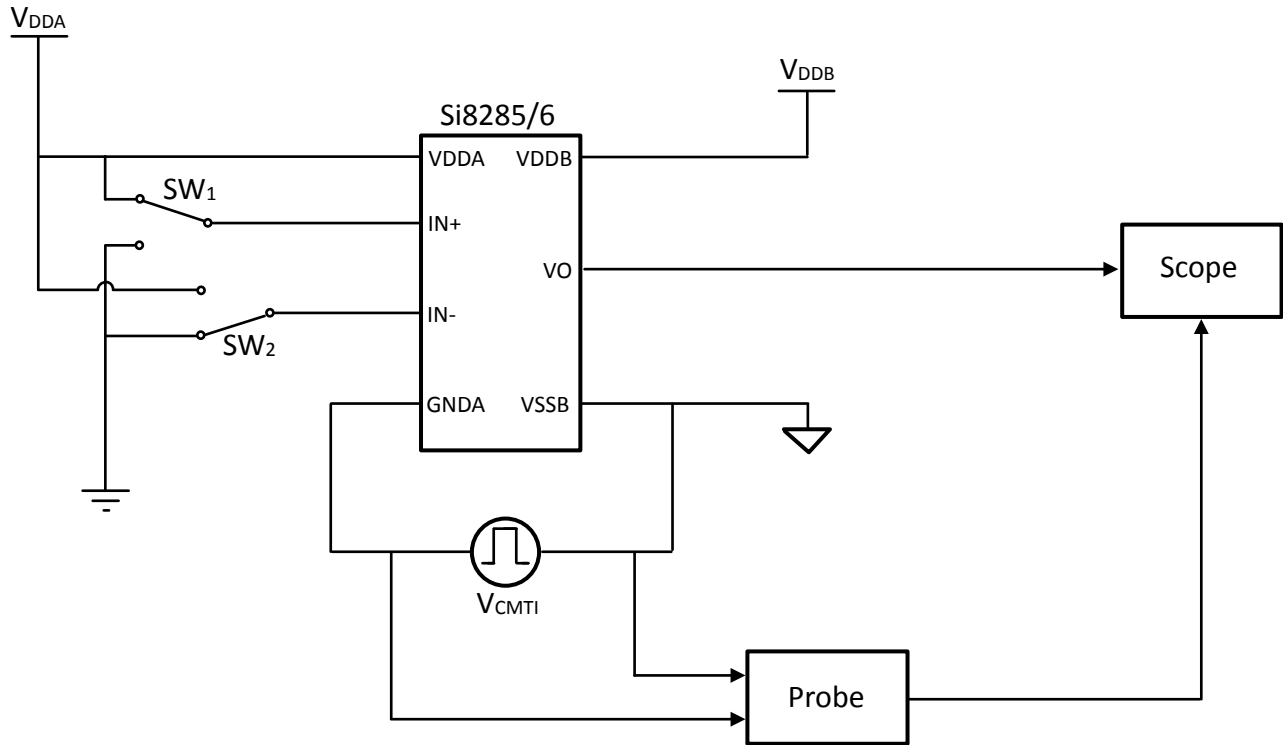 VDDA
VDDB
Si8285/6
VDDA VDDB
SW1
IN+
VO
Scope
IN-
SW2
GNDA VSSB
VCMTI
Probe